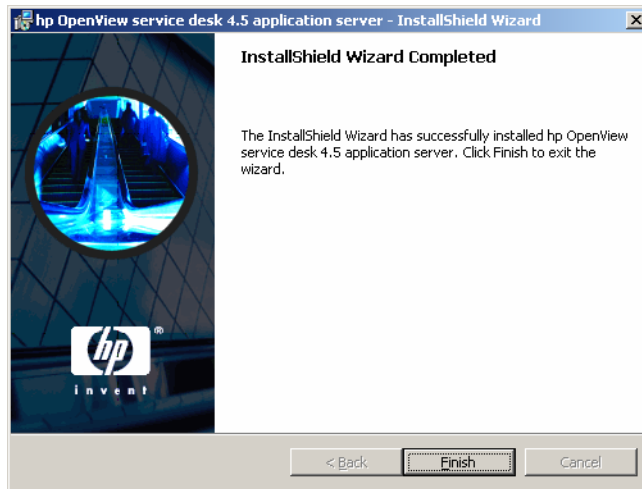 hp OpenView service desk 4.5 application server - InstallShield Wizard
InstallShield Wizard Completed
The InstallShield Wizard has successfully installed hp OpenView
service desk 4.5 application server. Click Finish to exit the
wizard.
hp
®
invent
< Back
Finish
Cancel